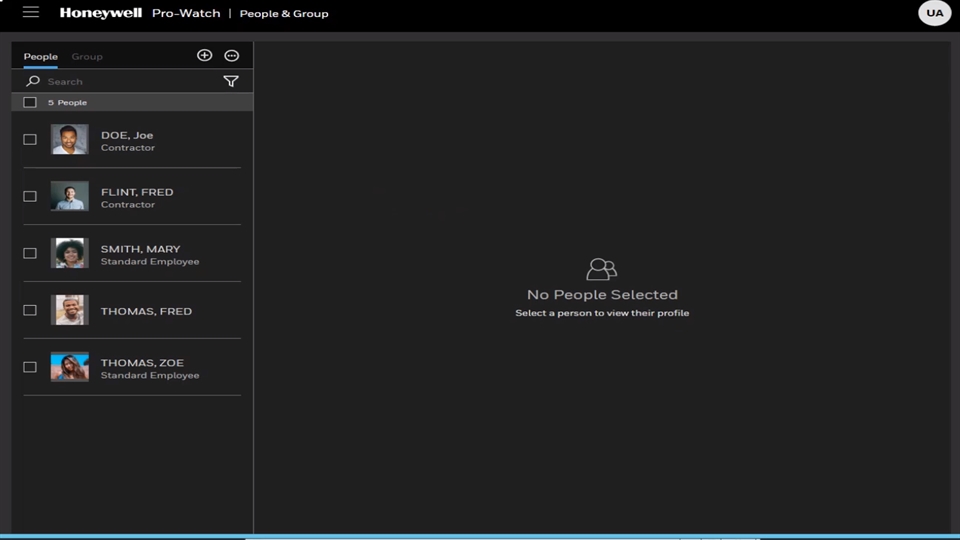 Honeywell Pro-Watch | People & Group UA
People Group
Search
5 People
DOE, Joe
Contractor
FLINT, FRED
Contractor
SMITH, MARY
Standard Employee
THOMAS, FRED
THOMAS, ZOE
Standard Employee
No People Selected
Select a person to view their profile